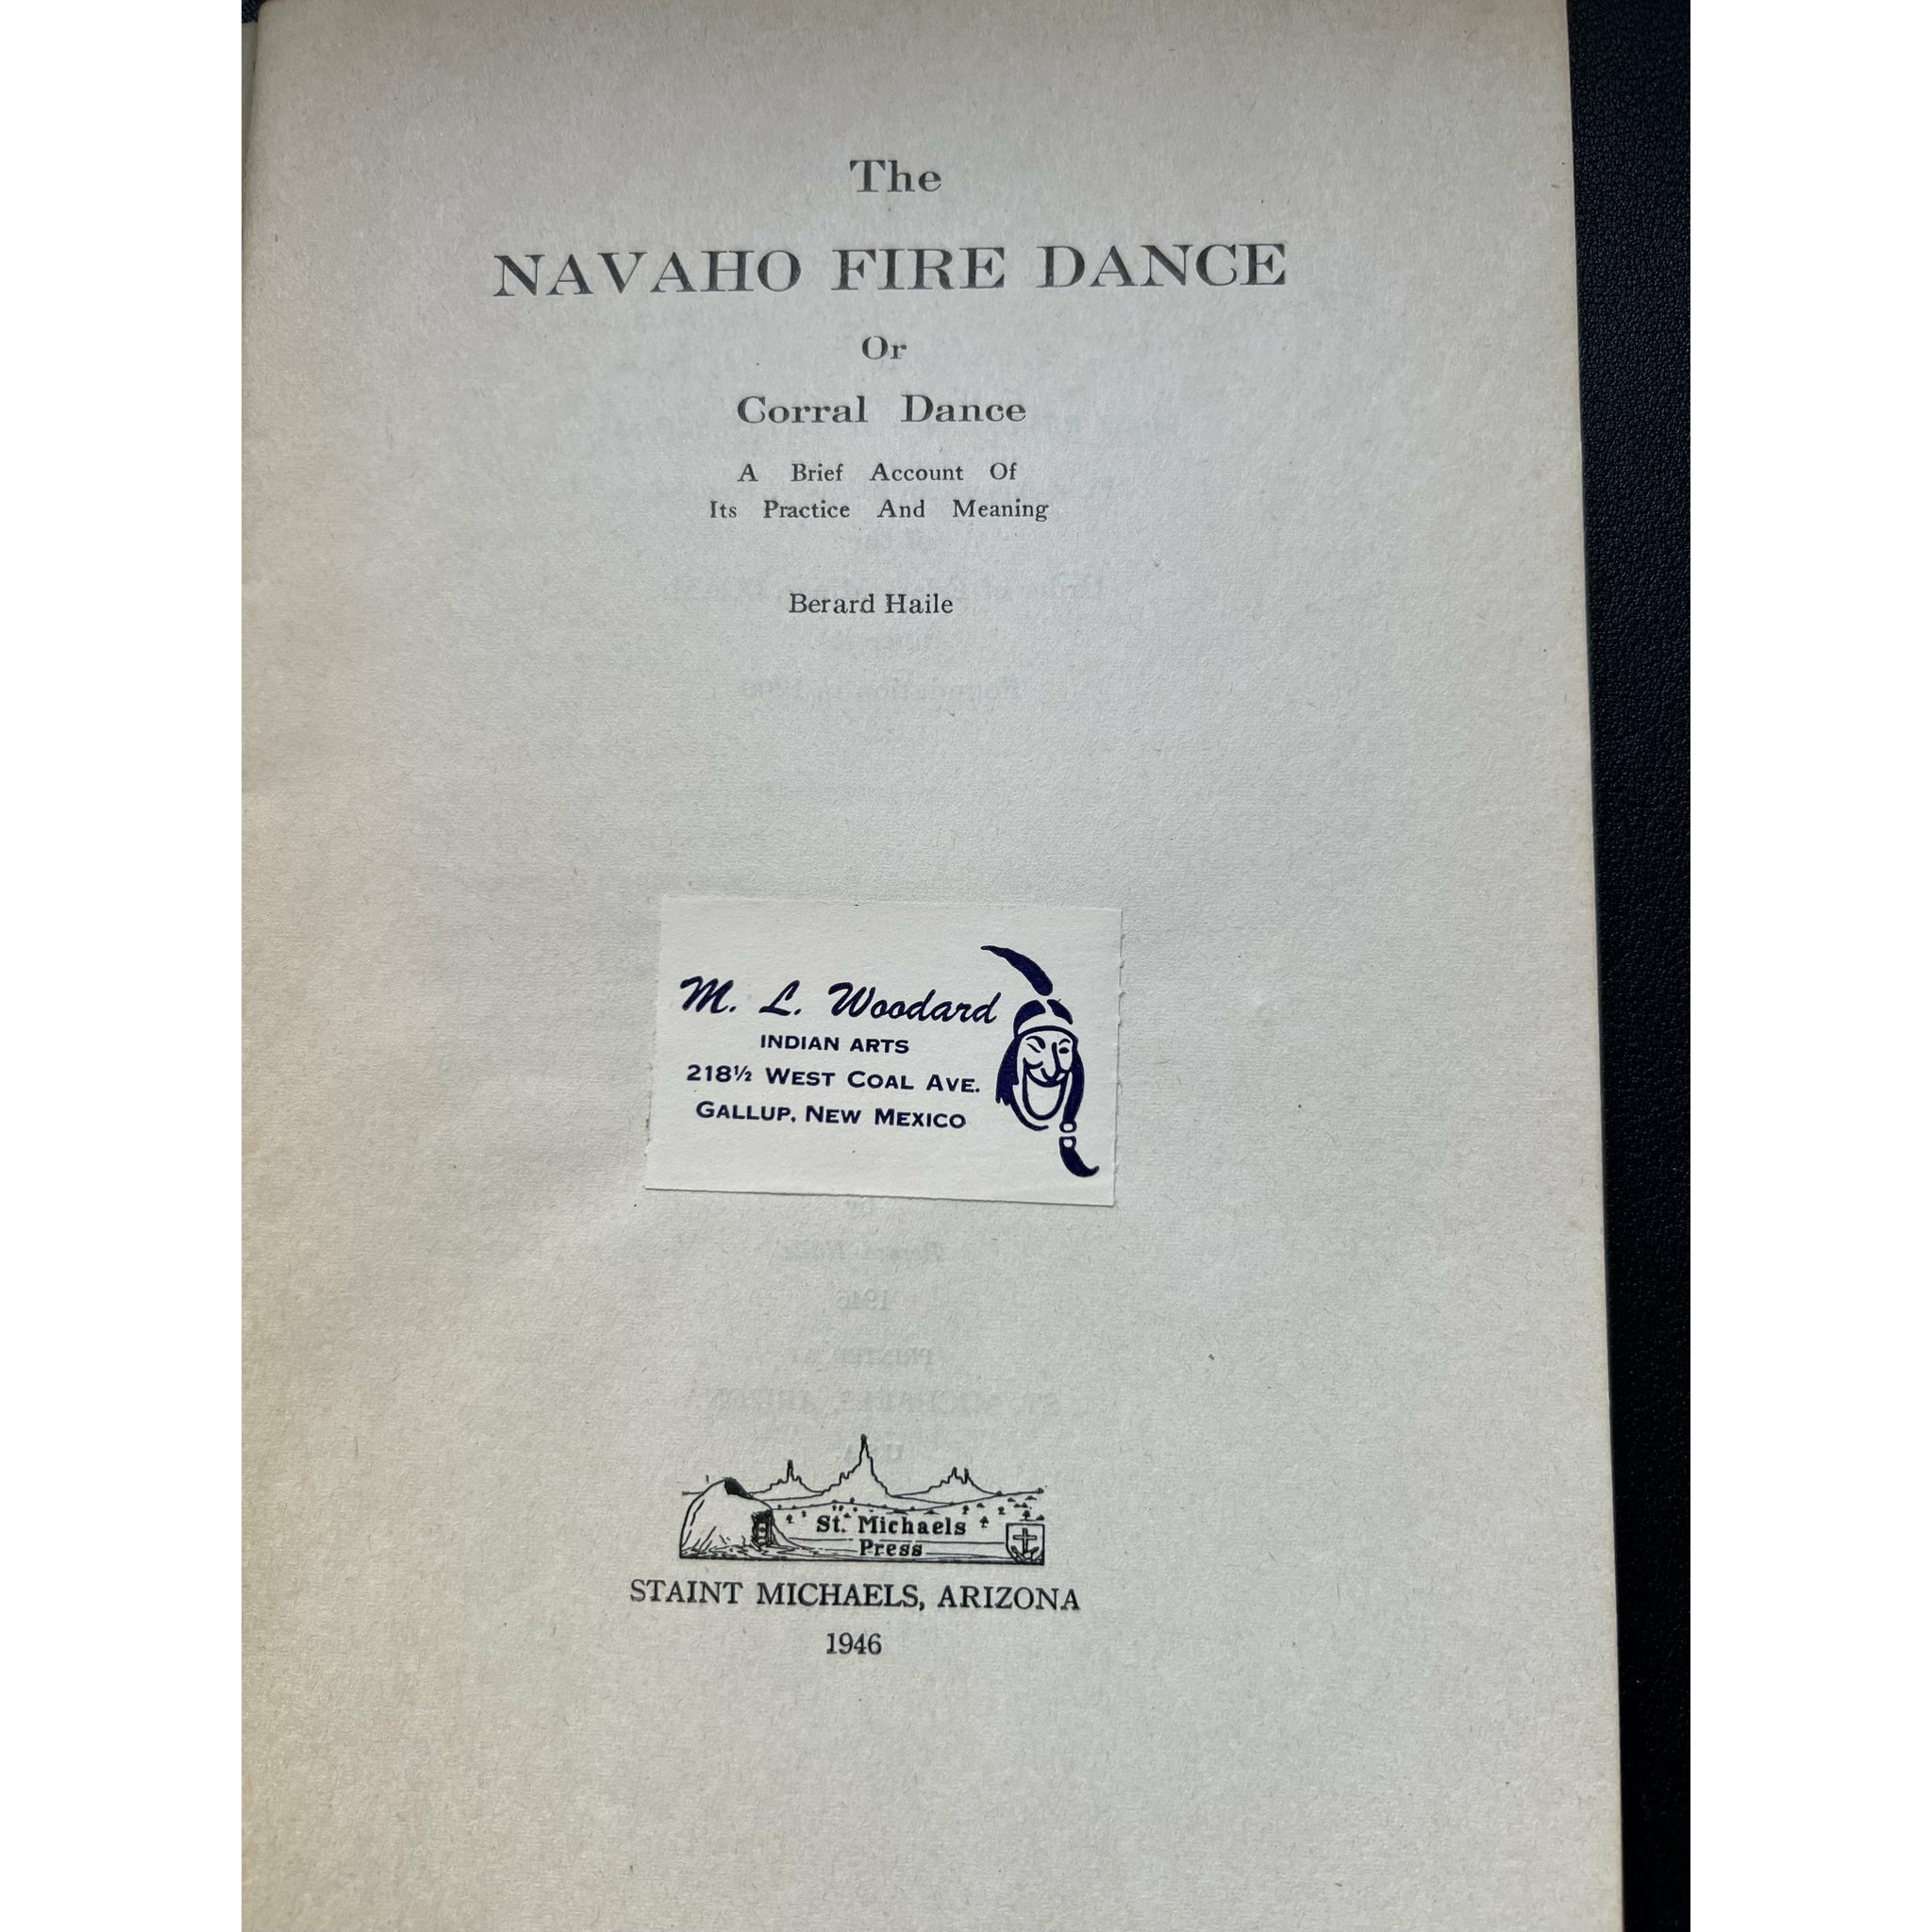 The
NAVAHO FIRE DANCE
Or
Corral Dance
A Brief Account Of
Its Practice And Meaning
Berard Haile
M. L. Woodard
INDIAN ARTS
218½ WEST COAL AVE.
GALLUP, NEW MEXICO
St. Michaels
Press
STAINT MICHAELS, ARIZONA
1946